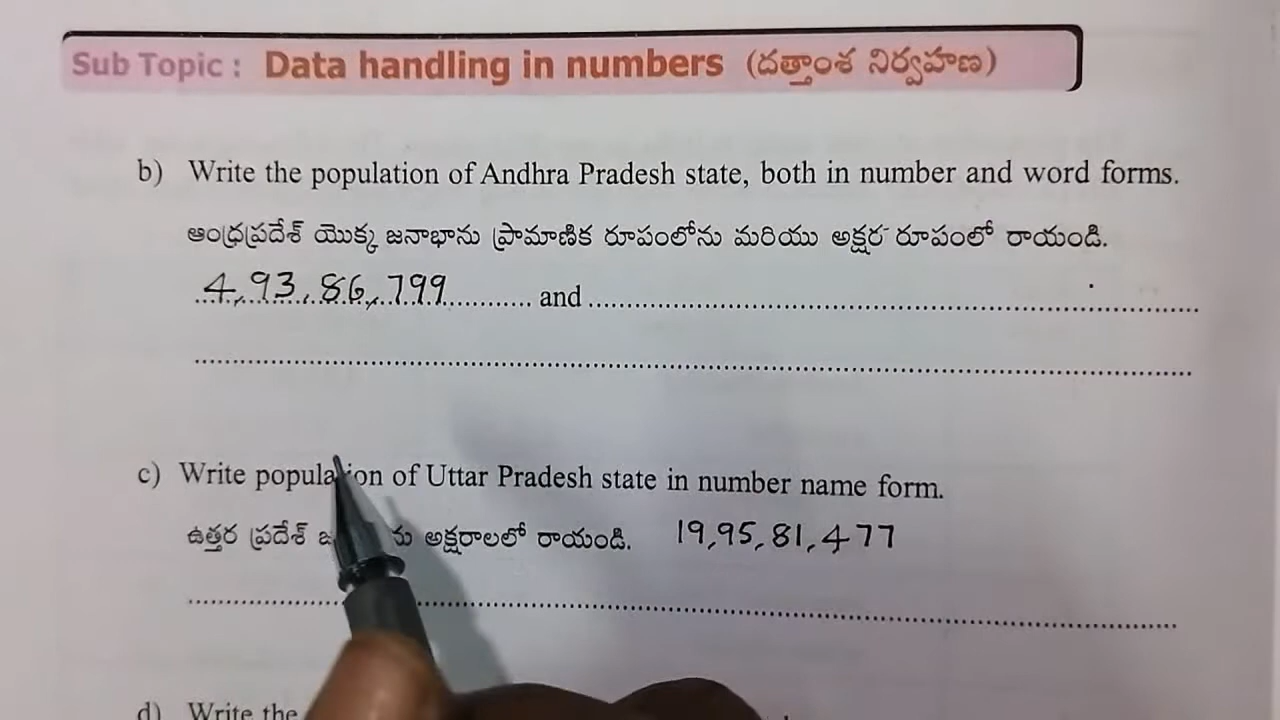 Sub Topic : Data handling in numbers (దత్తాంశ నిర్వహణ)
b) Write the population of Andhra Pradesh state, both in number and word forms.
ఆంధ్రప్రదేశ్ యొక్క జనాభాను ప్రామాణిక రూపంలోను మరియు అక్షర రూపంలో రాయండి.
4,93,86,799 and
c) Write population of Uttar Pradesh state in number name form.
ఉత్తర ప్రదేశ్ అక్షరాలలో రాయండి. 19,95,81,477
d) Write the